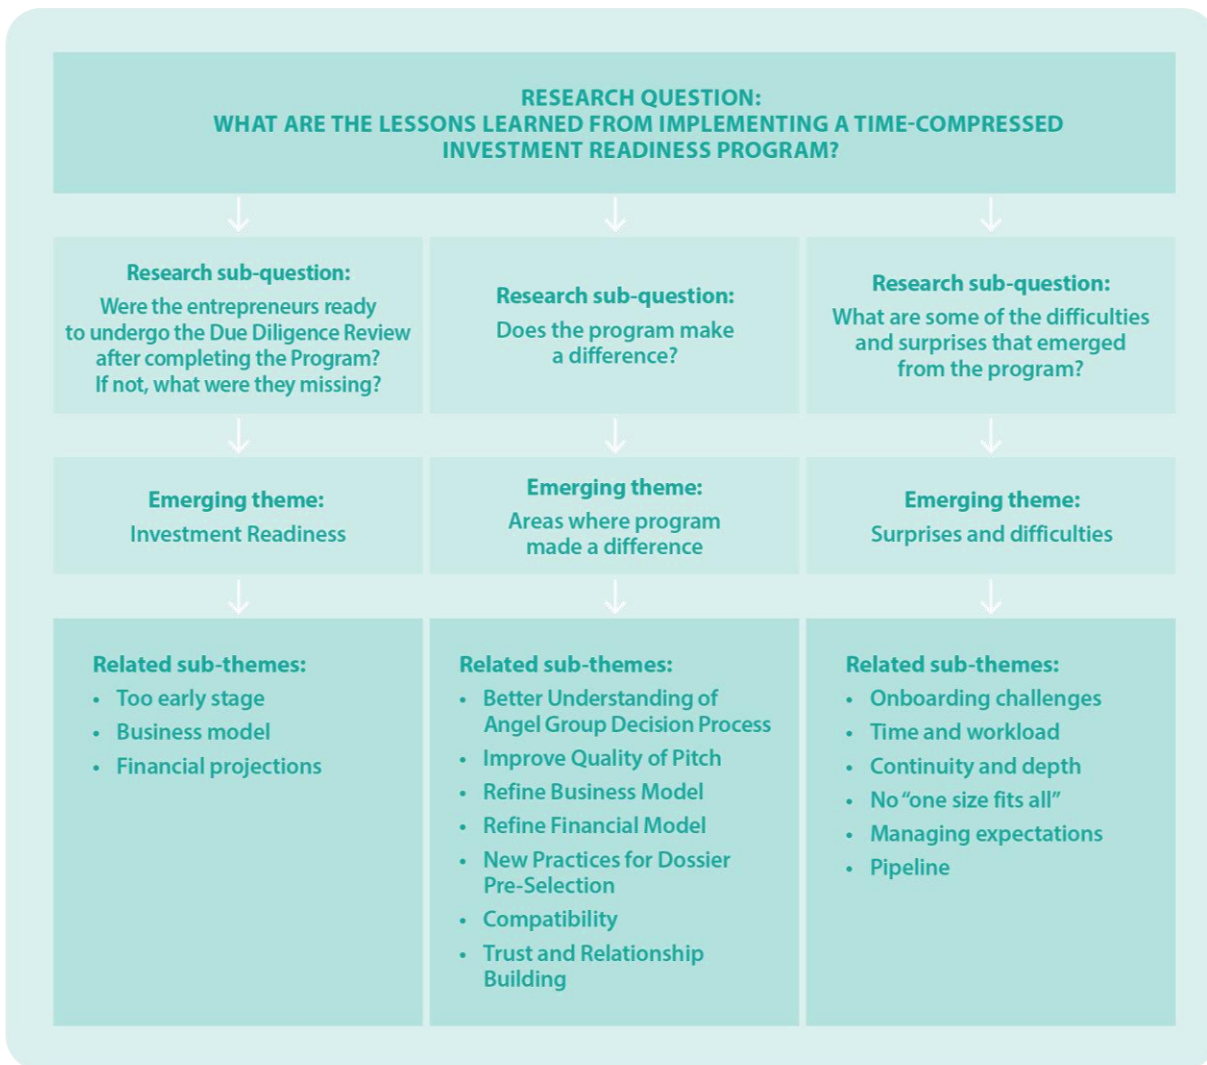 RESEARCH QUESTION:
WHAT ARE THE LESSONS LEARNED FROM IMPLEMENTING A TIME-COMPRESSED
INVESTMENT READINESS PROGRAM?
Research sub-question:
Were the entrepreneurs ready
to undergo the Due Diligence Review
after completing the Program?
If not, what were they missing?
Research sub-question:
Does the program make
a difference?
Research sub-question:
What are some of the difficulties
and surprises that emerged
from the program?
Emerging theme:
Investment Readiness
Emerging theme:
Areas where program
made a difference
Emerging theme:
Surprises and difficulties
Related sub-themes:
• Too early stage
• Business model
• Financial projections
Related sub-themes:
• Better Understanding of
Angel Group Decision Process
• Improve Quality of Pitch
• Refine Business Model
• Refine Financial Model
• New Practices for Dossier
Pre-Selection
• Compatibility
• Trust and Relationship
Building
Related sub-themes:
• Onboarding challenges
• Time and workload
• Continuity and depth
• No “one size fits all”
• Managing expectations
• Pipeline